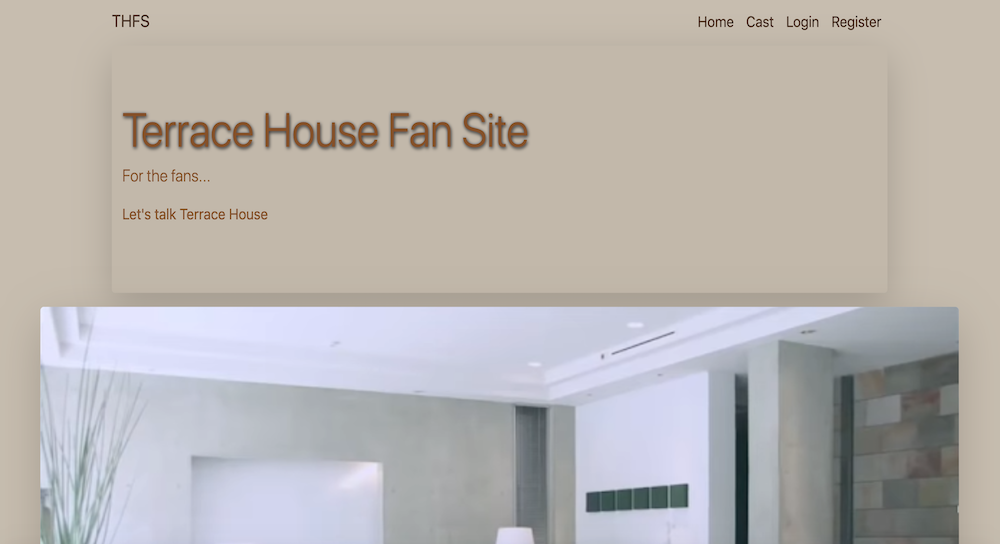 THFS
Home Cast Login Register
Terrace House Fan Site
For the fans...
Let's talk Terrace House